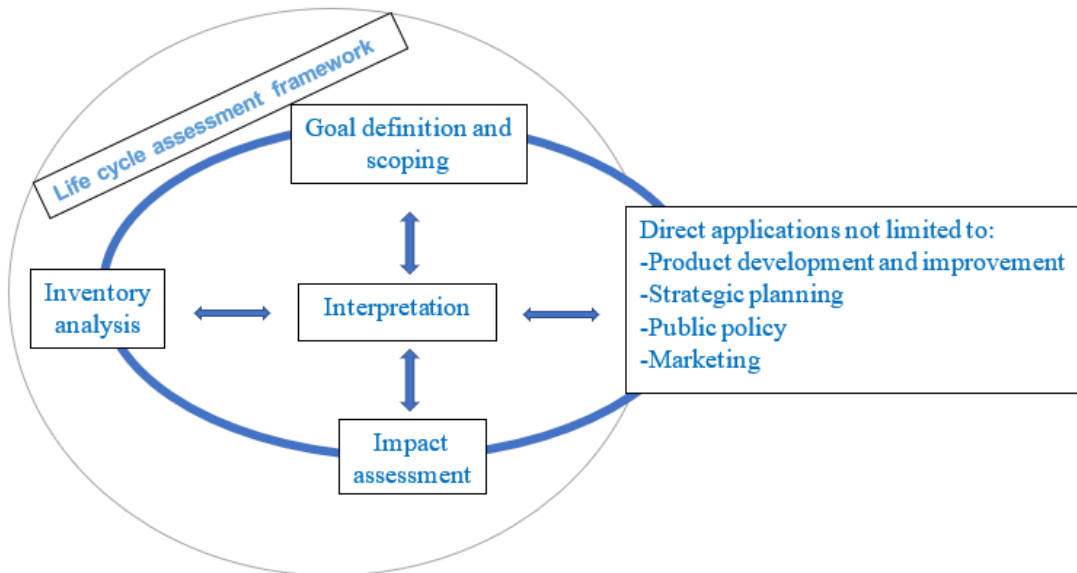 Life cycle assessment framework
Goal definition and
scoping
Direct applications not limited to:
-Product development and improvement
-Strategic planning
-Public policy
-Marketing
Inventory
analysis
Interpretation
Impact
assessment